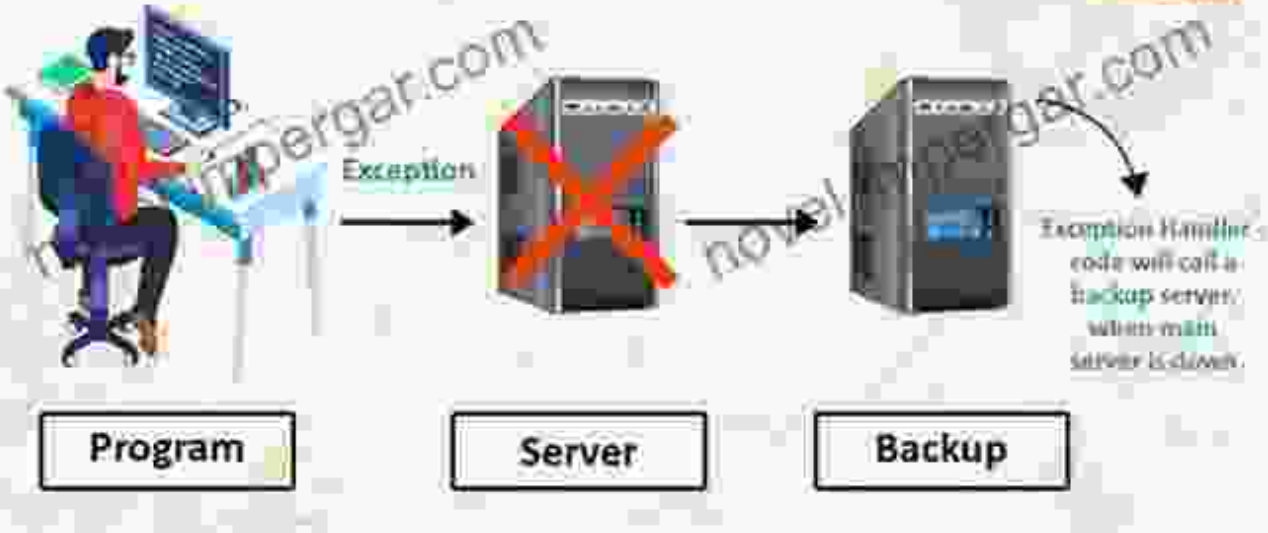 Exception
Exception Handler
code will call a
backup server,
when main
server is down.
Program
Server
Backup